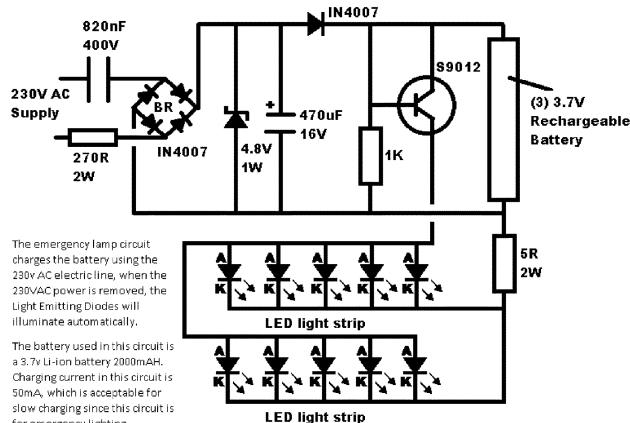 820nF
400V
IN4007
S9012
230V AC
Supply
BR
+
470uF
16V
(3) 3.7V
Rechargeable
Battery
270R
2W
IN4007
4.8V
1W
1K
5R
2W
The emergency lamp circuit
charges the battery using the
230v AC electric line, when the
230VAC power is removed, the
Light Emitting Diodes will
illuminate automatically.
The battery used in this circuit is
a 3.7v Li-ion battery 2000mAH.
Charging current in this circuit is
50mA, which is acceptable for
slow charging since this circuit is
for emergency lighting
A A A A A
K K K K K
LED light strip
A A A A A
K K K K K
LED light strip